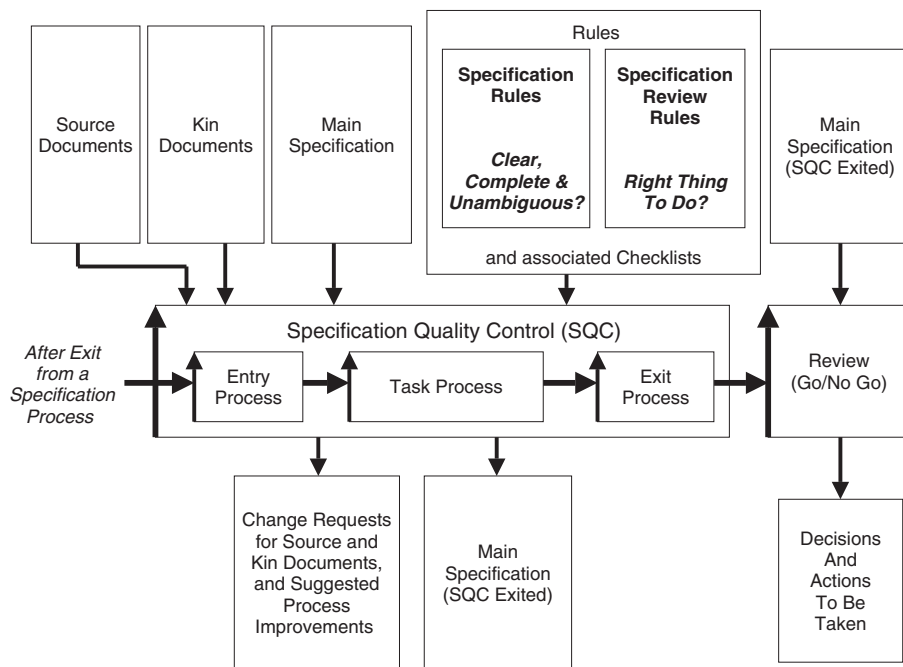 Source
Documents
Kin
Documents
Main
Specification
Rules
Specification
Rules
Clear,
Complete &
Unambiguous?
Specification
Review
Rules
Right Thing
To Do?
and associated Checklists
Main
Specification
(SQC Exited)
After Exit
from a
Specification
Process
Specification Quality Control (SQC)
Entry
Process
Task Process
Exit
Process
Review
(Go/No Go)
Change Requests
for Source and
Kin Documents,
and Suggested
Process
Improvements
Main
Specification
(SQC Exited)
Decisions
And
Actions
To Be
Taken